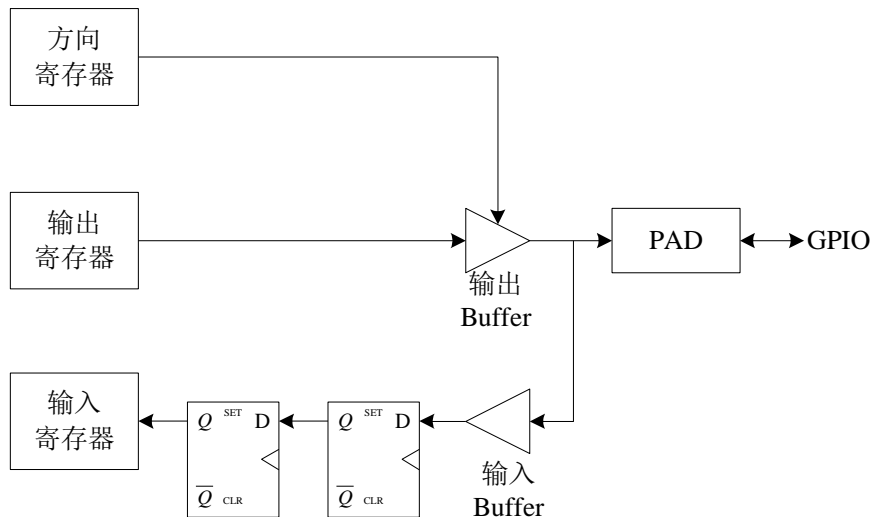 方向
寄存器
输出
寄存器
PAD
GPIO
输出
Buffer
输入
寄存器
Q SET D
Q CLR
Q SET D
Q CLR
输入
Buffer